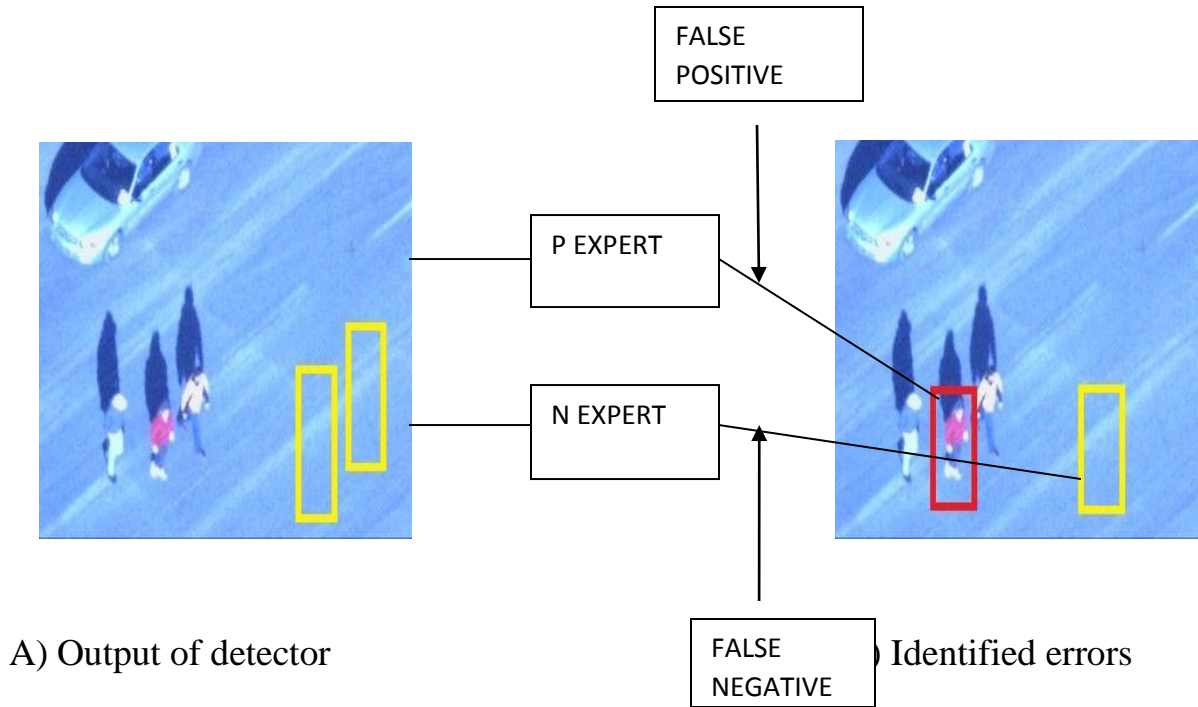 FALSE
POSITIVE
P EXPERT
N EXPERT
A) Output of detector
FALSE
NEGATIVE
) Identified errors